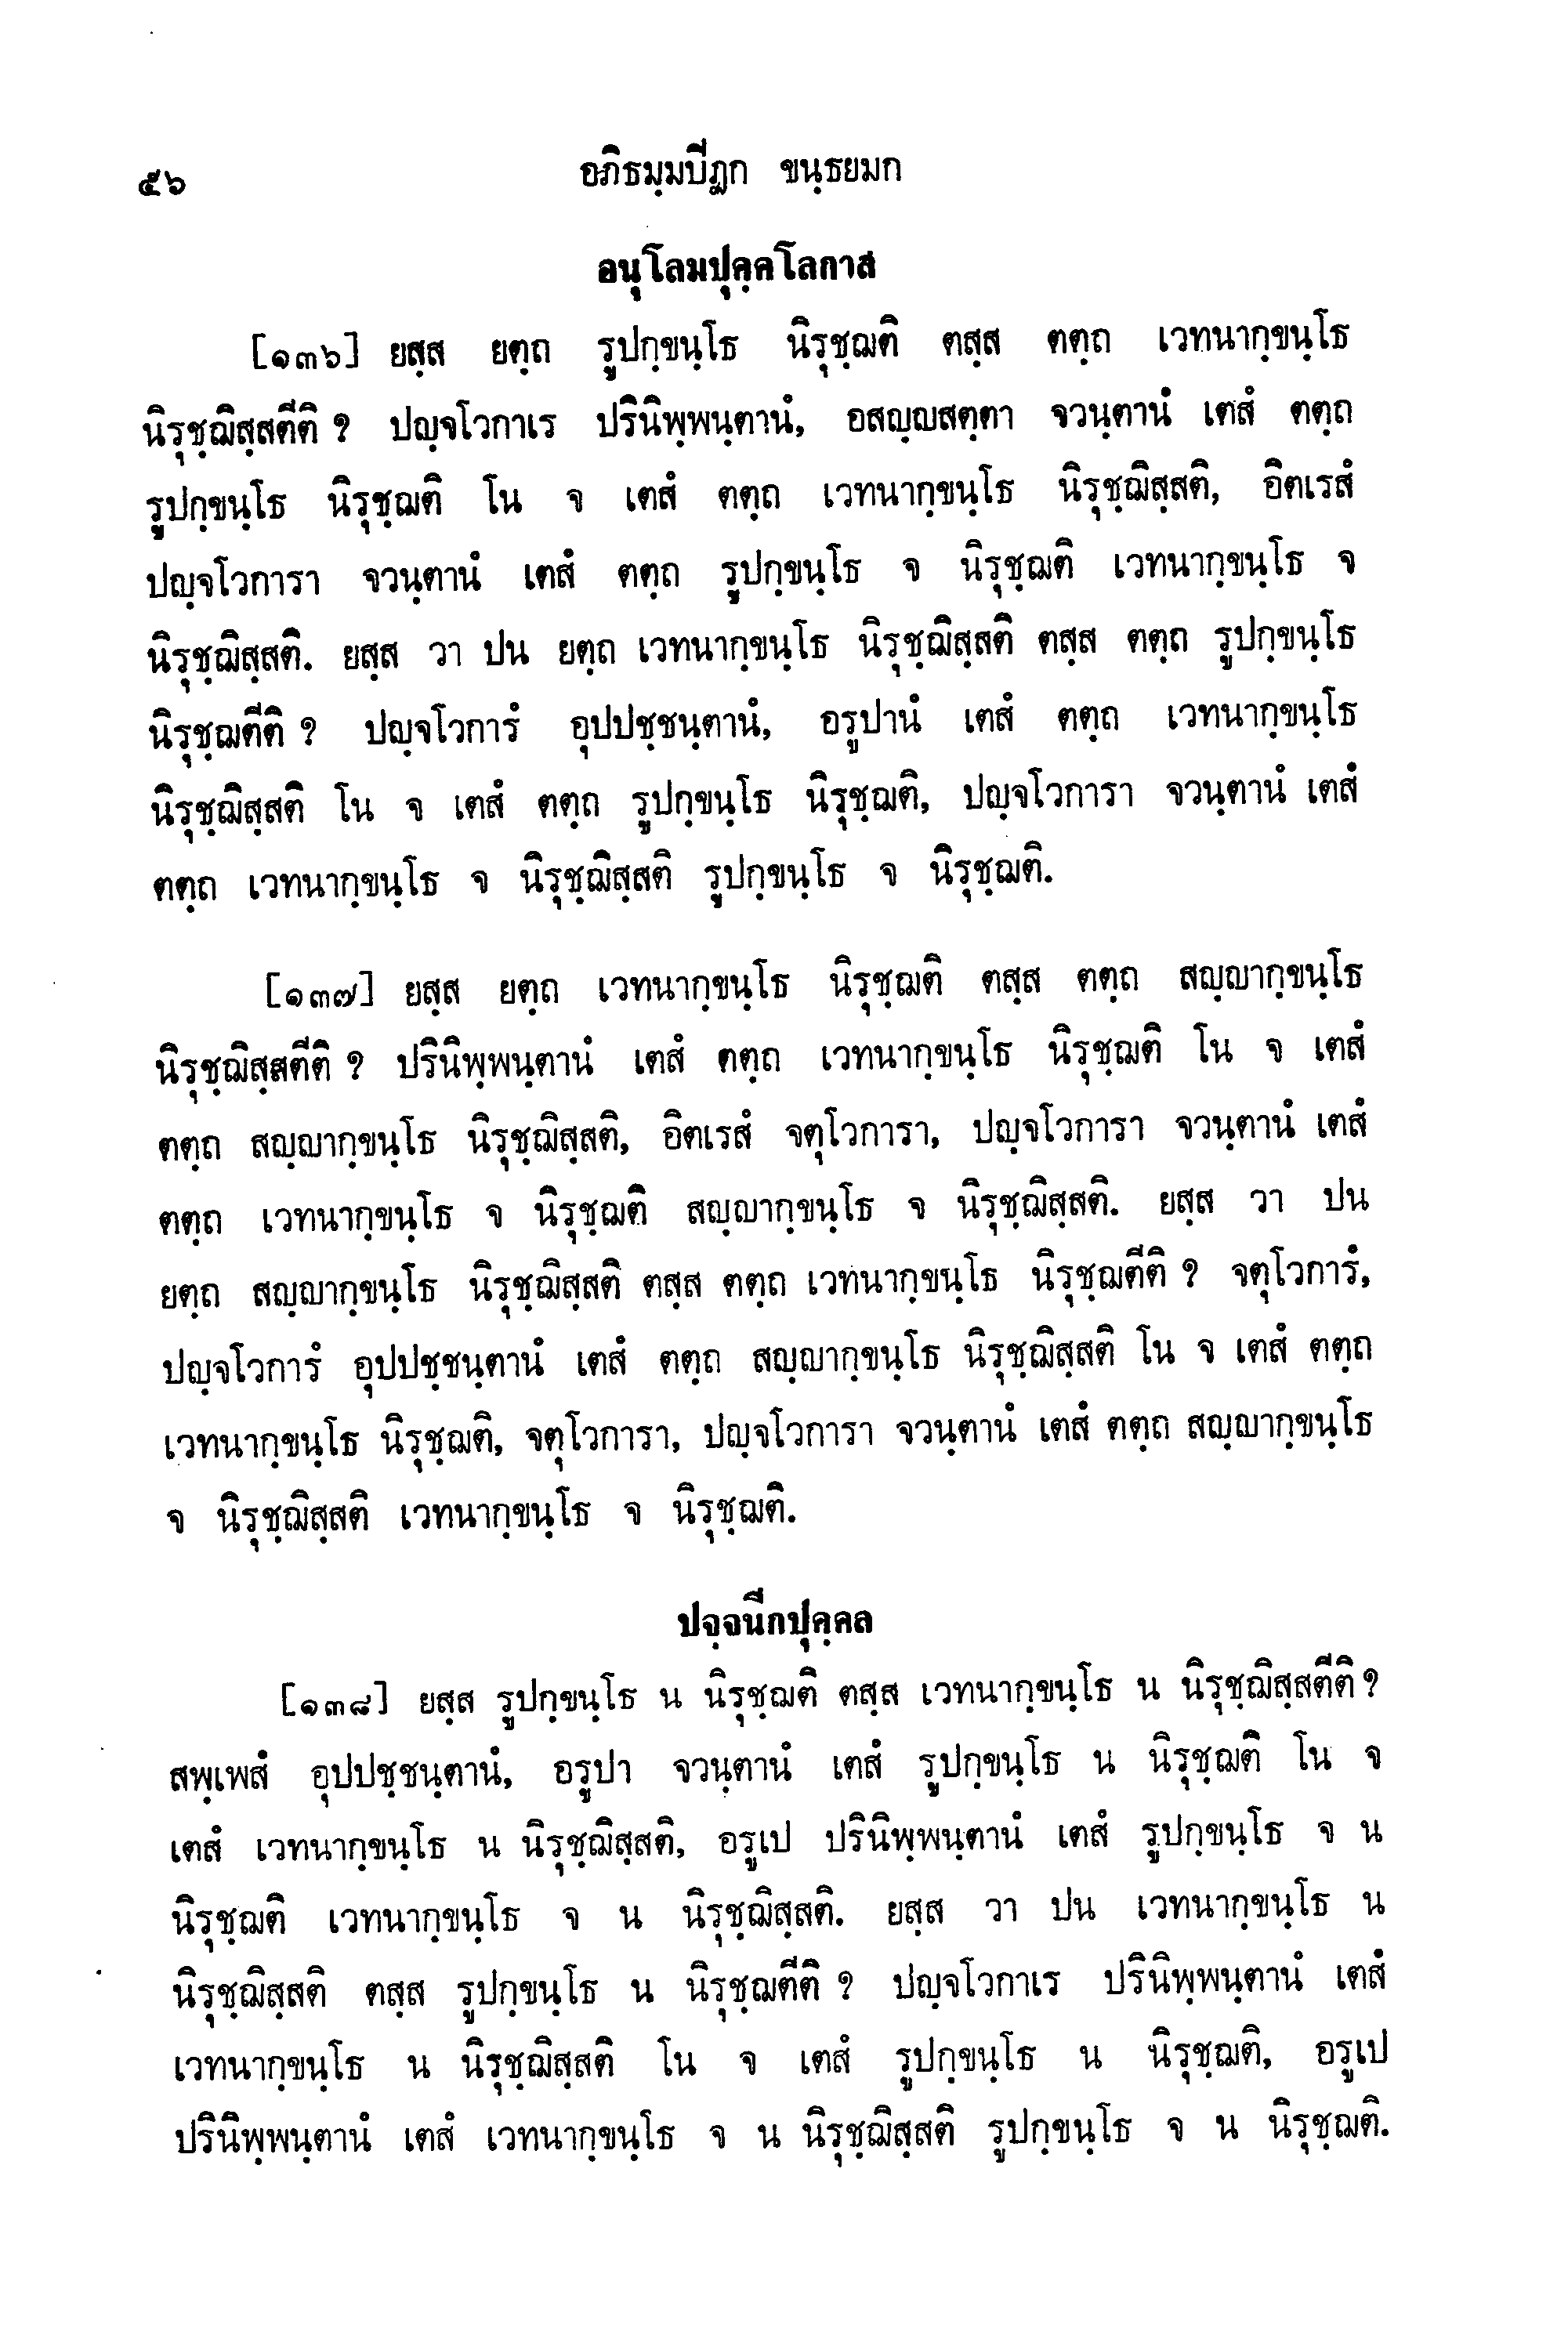 ๕๖
อภิธมฺมปิฏก ขนฺธยมก
อนุโลมปุคฺคโลกาส
[๑๓๖] ยสฺส ยตฺถ รูปกฺขนฺโธ นิรุชฺฌติ ตสฺส ตตฺถ เวทนากฺขนฺโธ
นิรุชฺฌิสฺสตีติ ? ปญฺจโวกาเร ปรินิพฺพนฺตานํ, อสญฺญสตฺตา จวนฺตานํ เตสํ ตตฺถ
รูปกฺขนฺโธ นิรุชฺฌติ โน จ เตสํ ตตฺถ เวทนากฺขนฺโธ นิรุชฺฌิสฺสติ, อิตเรสํ
ปญฺจโวการา จวนฺตานํ เตสํ ตตฺถ รูปกฺขนฺโธ จ นิรุชฺฌติ เวทนากฺขนฺโธ จ
นิรุชฺฌิสฺสติ. ยสฺส วา ปน ยตฺถ เวทนากฺขนฺโธ นิรุชฺฌิสฺสติ ตสฺส ตตฺถ รูปกฺขนฺโธ
นิรุชฺฌตีติ ? ปญฺจโวการํ อุปปชฺชนฺตานํ, อรูปานํ เตสํ ตตฺถ เวทนากฺขนฺโธ
นิรุชฺฌิสฺสติ โน จ เตสํ ตตฺถ รูปกฺขนฺโธ นิรุชฺฌติ, ปญฺจโวการา จวนฺตานํ เตสํ
ตตฺถ เวทนากฺขนฺโธ จ นิรุชฺฌิสฺสติ รูปกฺขนฺโธ จ นิรุชฺฌติ.
[๑๓๗] ยสฺส ยตฺถ เวทนากฺขนฺโธ นิรุชฺฌติ ตสฺส ตตฺถ สญฺญากฺขนฺโธ
นิรุชฺฌิสฺสตีติ ? ปรินิพฺพนฺตานํ เตสํ ตตฺถ เวทนากฺขนฺโธ นิรุชฺฌติ โน จ เตสํ
ตตฺถ สญฺญากฺขนฺโธ นิรุชฺฌิสฺสติ, อิตเรสํ จตุโวการา, ปญฺจโวการา จวนฺตานํ เตสํ
ตตฺถ เวทนากฺขนฺโธ จ นิรุชฺฌติ สญฺญากฺขนฺโธ จ นิรุชฺฌิสฺสติ. ยสฺส วา ปน
ยตฺถ สญฺญากฺขนฺโธ นิรุชฺฌิสฺสติ ตสฺส ตตฺถ เวทนากฺขนฺโธ นิรุชฺฌตีติ ? จตุโวการํ,
ปญฺจโวการํ อุปปชฺชนฺตานํ เตสํ ตตฺถ สญฺญากฺขนฺโธ นิรุชฺฌิสฺสติ โน จ เตสํ ตตฺถ
เวทนากฺขนฺโธ นิรุชฺฌติ, จตุโวการา, ปญฺจโวการา จวนฺตานํ เตสํ ตตฺถ สญฺญากฺขนฺโธ
จ นิรุชฺฌิสฺสติ เวทนากฺขนฺโธ จ นิรุชฺฌติ.
ปจฺจนีกปุคฺคล
[๑๓๘] ยสฺส รูปกฺขนฺโธ น นิรุชฺฌติ ตสฺส เวทนากฺขนฺโธ น นิรุชฺฌิสฺสตีติ ?
สพฺเพสํ อุปปชฺชนฺตานํ, อรูปา จวนฺตานํ เตสํ รูปกฺขนฺโธ น นิรุชฺฌติ โน จ
เตสํ เวทนากฺขนฺโธ น นิรุชฺฌิสฺสติ, อรูเป ปรินิพฺพนฺตานํ เตสํ รูปกฺขนฺโธ จ น
นิรุชฺฌติ เวทนากฺขนฺโธ จ น นิรุชฺฌิสฺสติ. ยสฺส วา ปน เวทนากฺขนฺโธ น
นิรุชฺฌิสฺสติ ตสฺส รูปกฺขนฺโธ น นิรุชฺฌตีติ ? ปญฺจโวกาเร ปรินิพฺพนฺตานํ เตสํ
เวทนากฺขนฺโธ น นิรุชฺฌิสฺสติ โน จ เตสํ รูปกฺขนฺโธ น นิรุชฺฌติ, อรูเป
ปรินิพฺพนฺตานํ เตสํ เวทนากฺขนฺโธ จ น นิรุชฺฌิสฺสติ รูปกฺขนฺโธ จ น นิรุชฺฌติ.